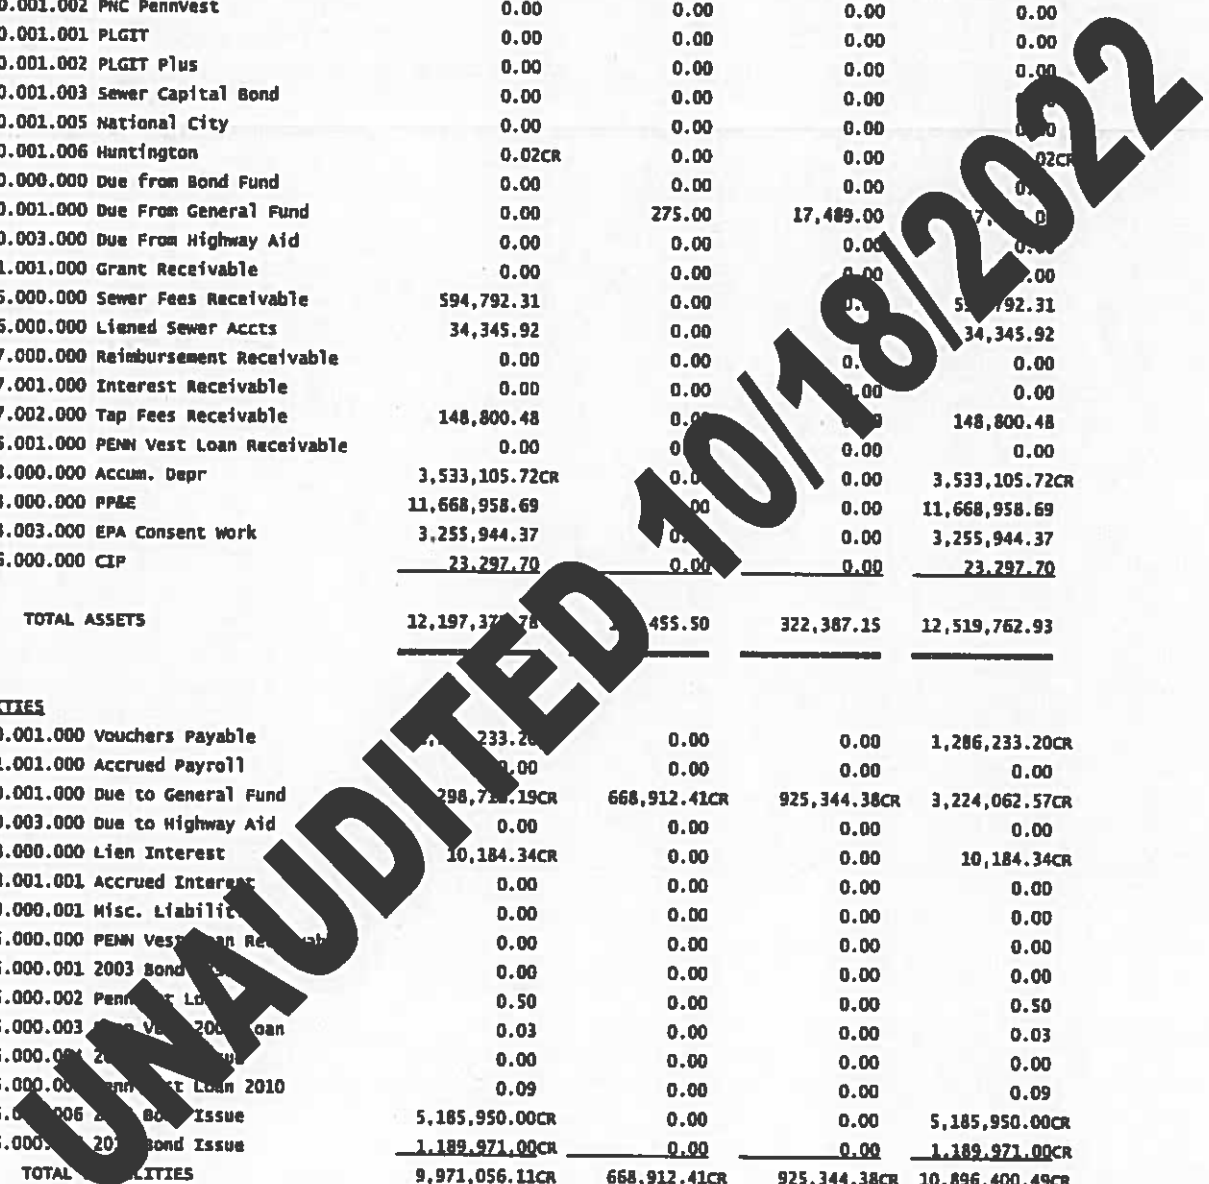 0.001.002 PNC Pennvest 0.00 0.00 0.00 0.00
0.001.001 PLGIT 0.00 0.00 0.00 0.00
0.001.002 PLGIT Plus 0.00 0.00 0.00 0.00
0.001.003 Sewer Capital Bond 0.00 0.00 0.00
0.001.005 National City 0.00 0.00 0.00
0.001.006 Huntington 0.02CR 0.00 0.00 02CR
0.000.000 Due from Bond Fund 0.00 0.00 0.00
0.001.000 Due From General Fund 0.00 275.00 17,489.00
0.003.000 Due From Highway Aid 0.00 0.00 0.00 0.00
1.001.000 Grant Receivable 0.00 0.00 0.00 .00
5.000.000 Sewer Fees Receivable 594,792.31 0.00 792.31
5.000.000 Liened Sewer Accts 34,345.92 0.00 34,345.92
7.000.000 Reimbursement Receivable 0.00 0.00 0.00
7.001.000 Interest Receivable 0.00 0.00 .00 0.00
7.002.000 Tap Fees Receivable 148,800.48 148,800.48
5.001.000 PENN Vest Loan Receivable 0.00 0.00 0.00
3.000.000 Accum. Depr 3,533,105.72CR 0.00 3,533,105.72CR
3.000.000 PP&E 11,668,958.69 0.00 11,668,958.69
3.003.000 EPA Consent Work 3,255,944.37 0.00 3,255,944.37
5.000.000 CIP 23,297.70 0.00 0.00 23,297.70
TOTAL ASSETS 455.50 322,387.15 12,519,762.93
ITIES
0.001.000 Vouchers Payable 0.00 0.00 1,286,233.20CR
1.001.000 Accrued Payroll 0.00 0.00 0.00
0.001.000 Due to General Fund 668,912.41CR 925,344.38CR 3,224,062.57CR
0.003.000 Due to Highway Aid 0.00 0.00 0.00 0.00
3.000.000 Lien Interest 10,184.34CR 0.00 0.00 10,184.34CR
3.001.001 Accrued Interest 0.00 0.00 0.00 0.00
0.000.001 Misc. Liabilit 0.00 0.00 0.00 0.00
5.000.000 PENN Vest 0.00 0.00 0.00 0.00
5.000.001 2003 Bond 0.00 0.00 0.00 0.00
5.000.002 Penn 0.50 0.00 0.00 0.50
5.000.003 oan 0.03 0.00 0.00 0.03
0.00 0.00 0.00 0.00
Loan 2010 0.09 0.00 0.00 0.09
Issue 5,185,950.00CR 0.00 0.00 5,185,950.00CR
Bond Issue 1,189,971.00CR 0.00 0.00 1,189,971.00CR
TOTAL LITIES 9,971,056.11CR 668,912.41CR 925,344.38CR 10,896,400.49CR
UNAUDITED 10/18/2022